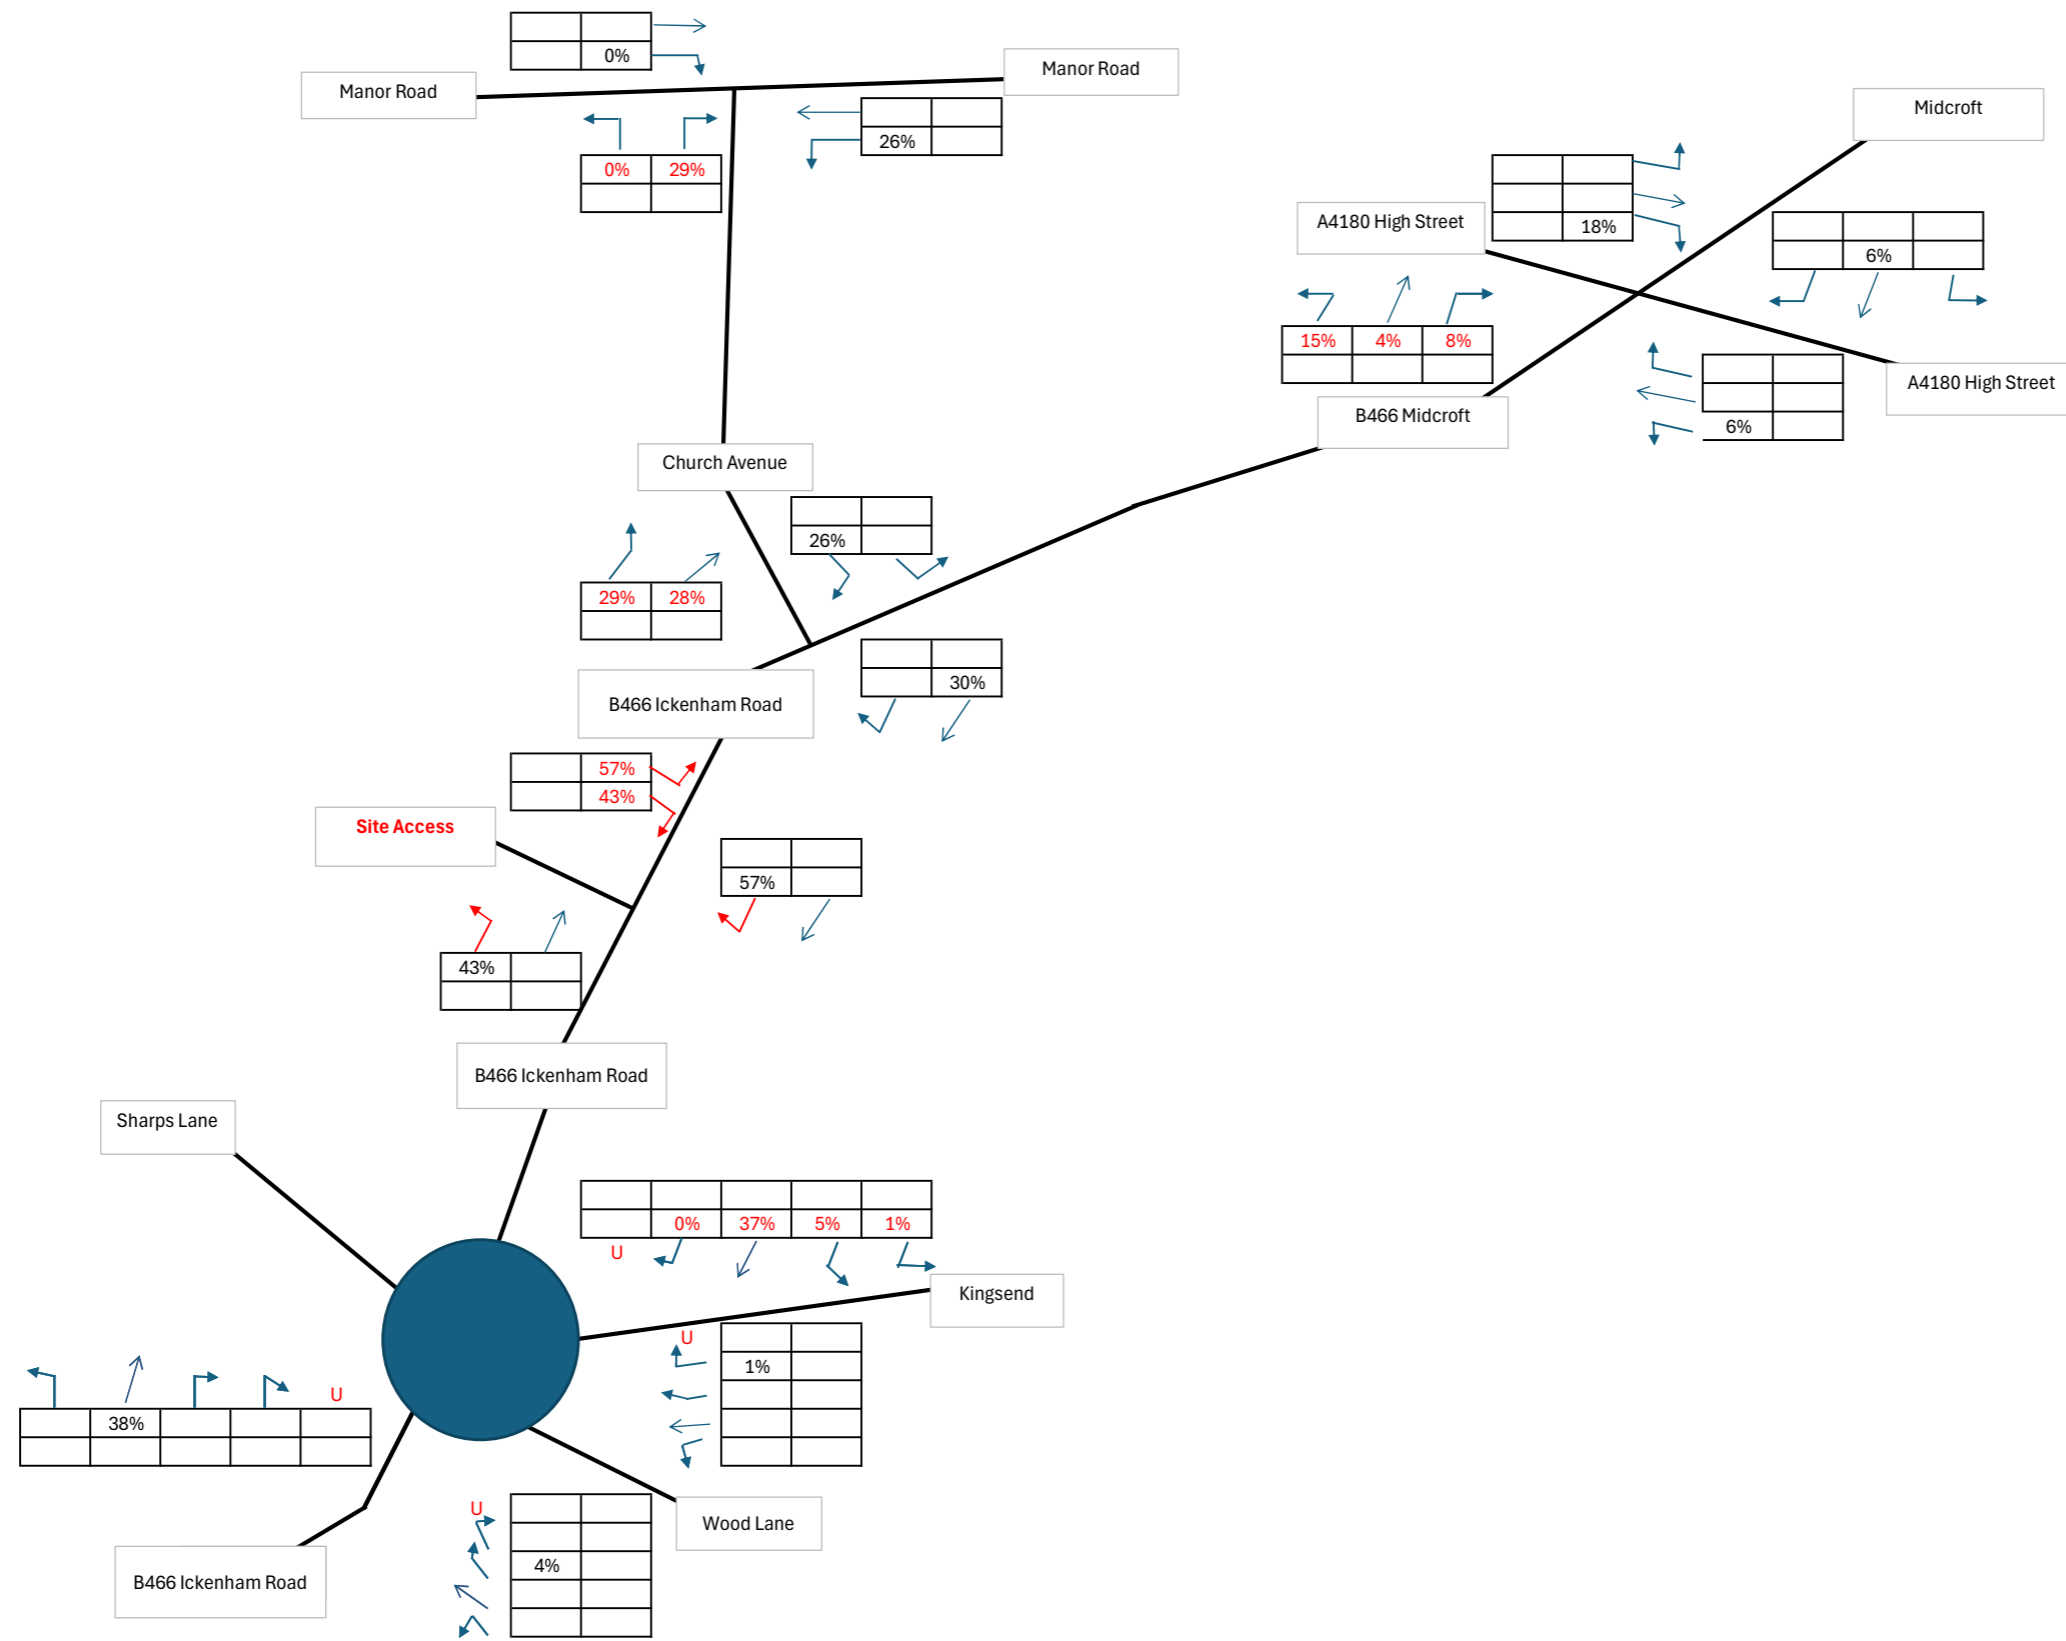 0%
Manor Road
Manor Road
26%
0% 29%
Midcroft
A4180 High Street
18%
6%
15% 4% 8%
A4180 High Street
B466 Midcroft
6%
Church Avenue
26%
29% 28%
30%
B466 Ickenham Road
57%
43%
Site Access
57%
43%
B466 Ickenham Road
Sharps Lane
0% 37% 5% 1%
U
Kingsend
U
1%
U
38%
U
4%
Wood Lane
B466 Ickenham Road